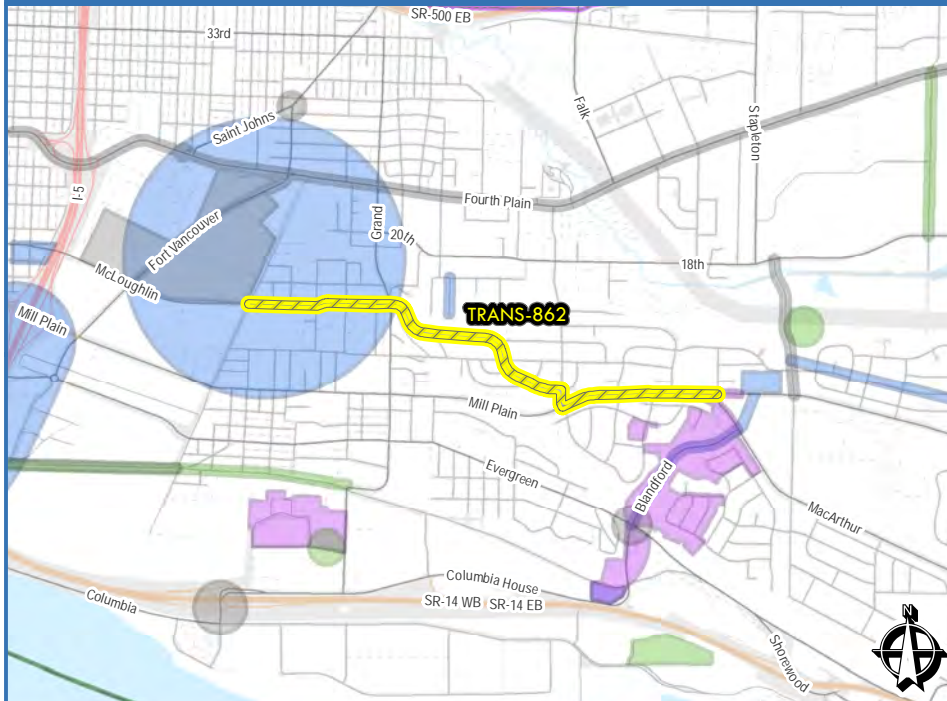 SR-500 EB
33rd
Falk
Stapleton
Saint Johns
I-5
Fourth Plain
Fort Vancouver
Grand
20th
18th
McLoughlin
Mill Plain
TRANS-862
Mill Plain
Evergreen
Blandford
MacArthur
Columbia House
Columbia
SR-14 WB
SR-14 EB
Shorewood
N